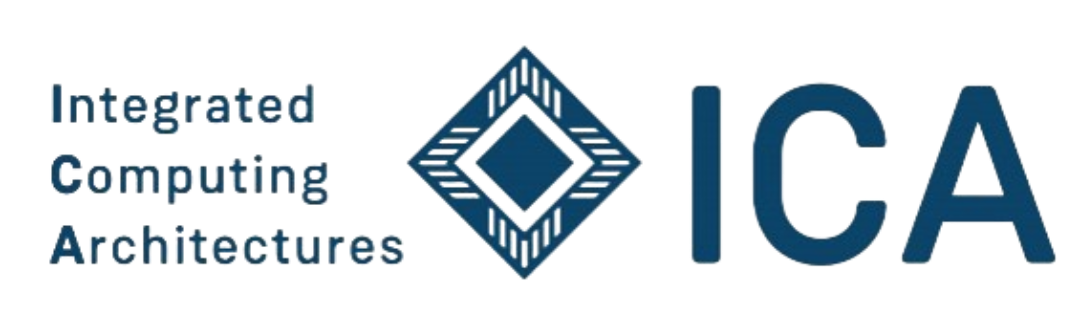 Integrated
Computing
Architectures
ICA